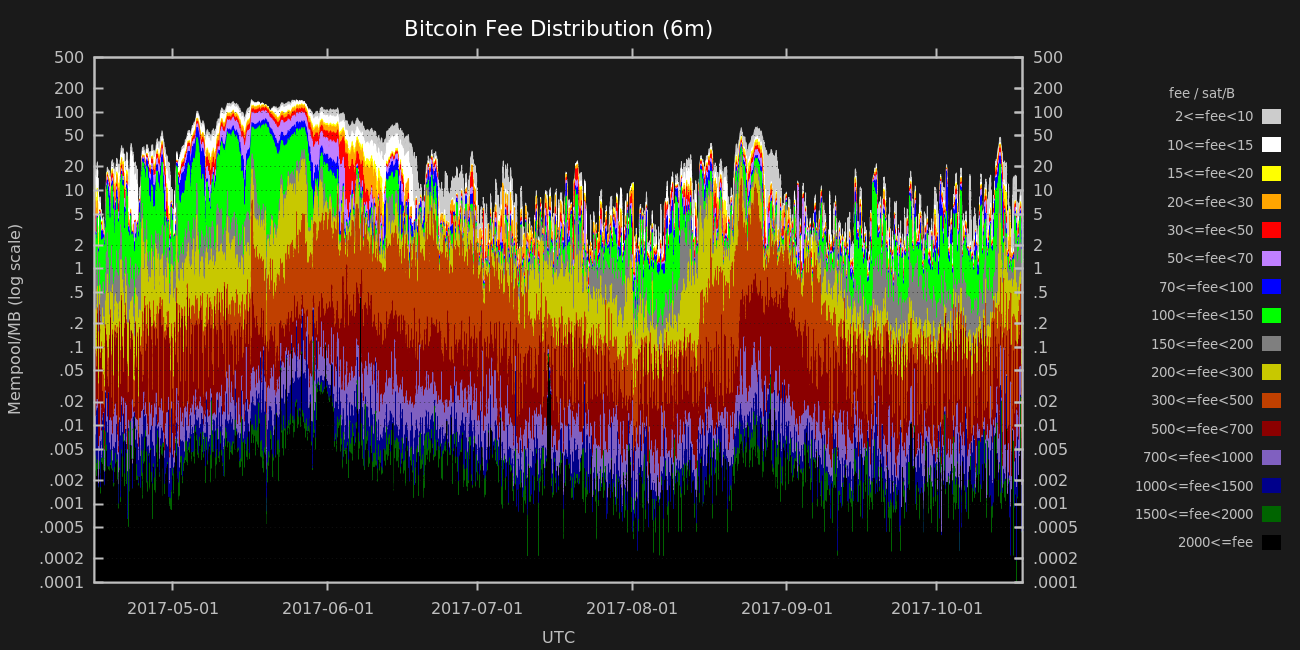 Bitcoin Fee Distribution (6m)
500
200
100
50
20
10
5
2
1
.5
.2
.1
.05
.02
.01
.005
.002
.001
.0005
.0002
.0001
Mempool/MB (log scale)
500
200
100
50
20
10
5
2
1
.5
.2
.1
.05
.02
.01
.005
.002
.001
.0005
.0002
.0001
2017-05-01 2017-06-01 2017-07-01 2017-08-01 2017-09-01 2017-10-01
UTC
fee / sat/B
2<=fee<10
10<=fee<15
15<=fee<20
20<=fee<30
30<=fee<50
50<=fee<70
70<=fee<100
100<=fee<150
150<=fee<200
200<=fee<300
300<=fee<500
500<=fee<700
700<=fee<1000
1000<=fee<1500
1500<=fee<2000
2000<=fee